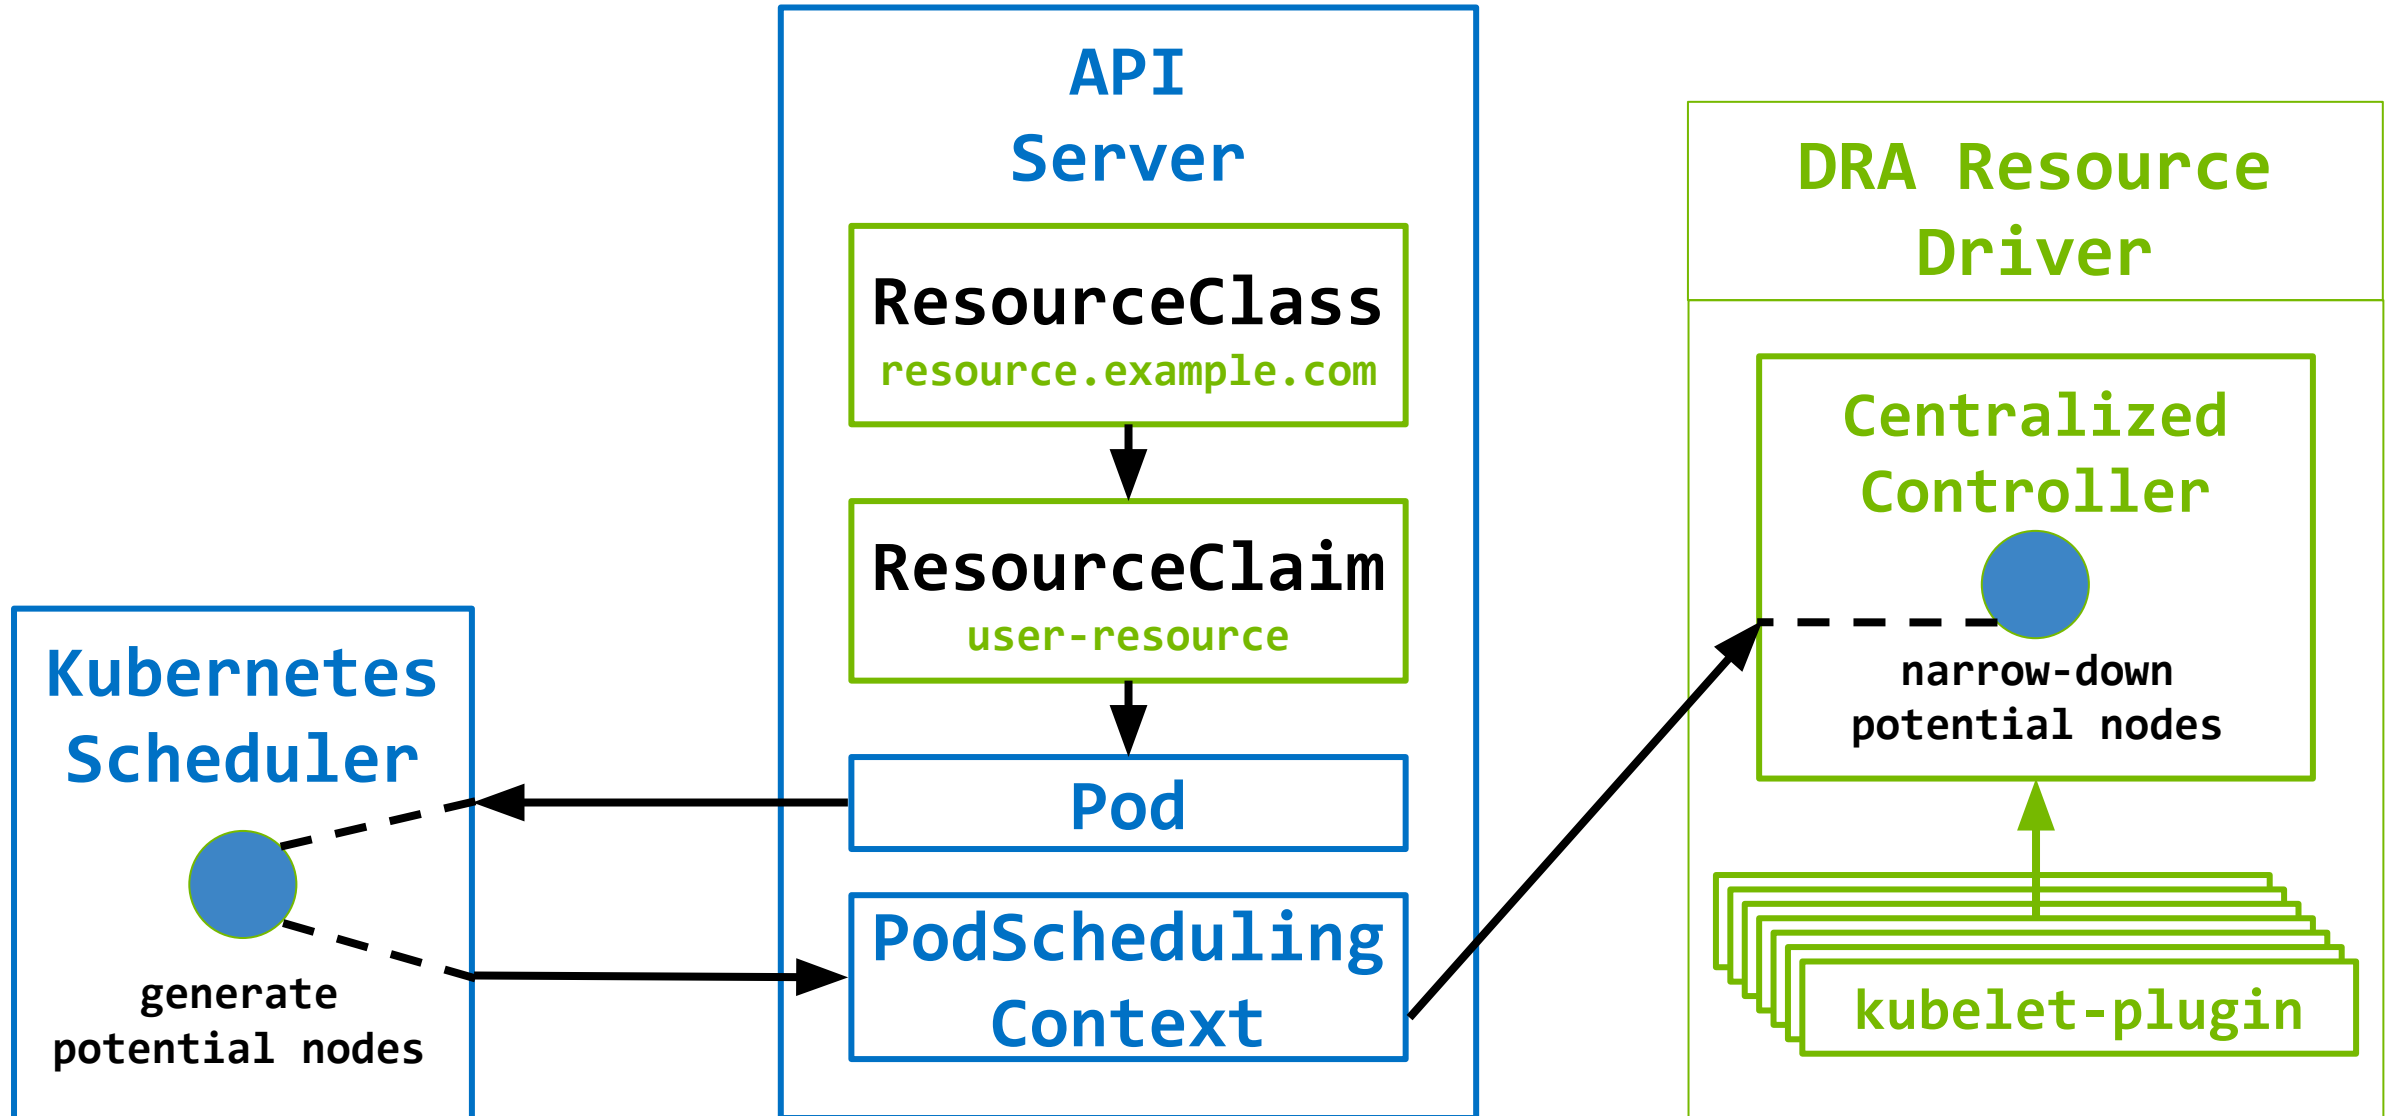 API
Server
ResourceClass
resource.example.com
ResourceClaim
user-resource
Pod
PodScheduling
Context
Kubernetes
Scheduler
generate
potential nodes
DRA Resource
Driver
Centralized
Controller
narrow-down
potential nodes
kubelet-plugin